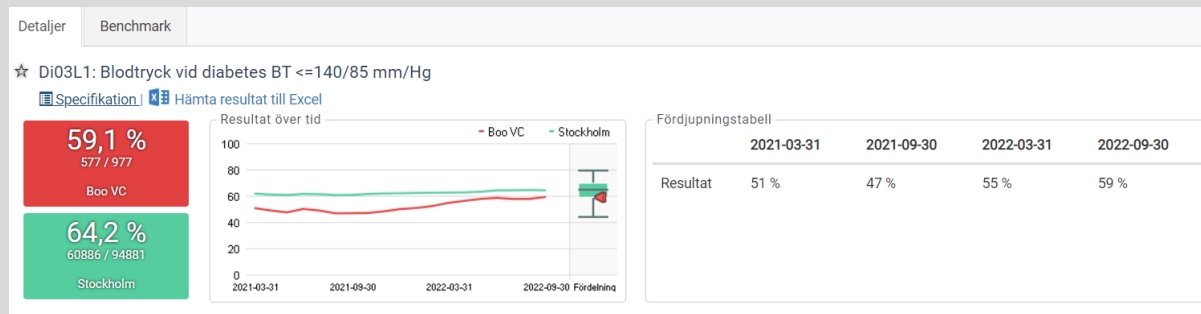 Detaljer Benchmark
Di03L1: Blodtryck vid diabetes BT <=140/85 mm/Hg
Specifikation | Hämta resultat till Excel
59,1 %
577 / 977
Boo VC
64,2 %
60886 / 94881
Stockholm
Resultat över tid
Boo VC Stockholm
100
80
60
40
20
0
2021-03-31 2021-09-30 2022-03-31 2022-09-30 Fördelning
Fördjupningstabell
2021-03-31 2021-09-30 2022-03-31 2022-09-30
Resultat 51 % 47 % 55 % 59 %